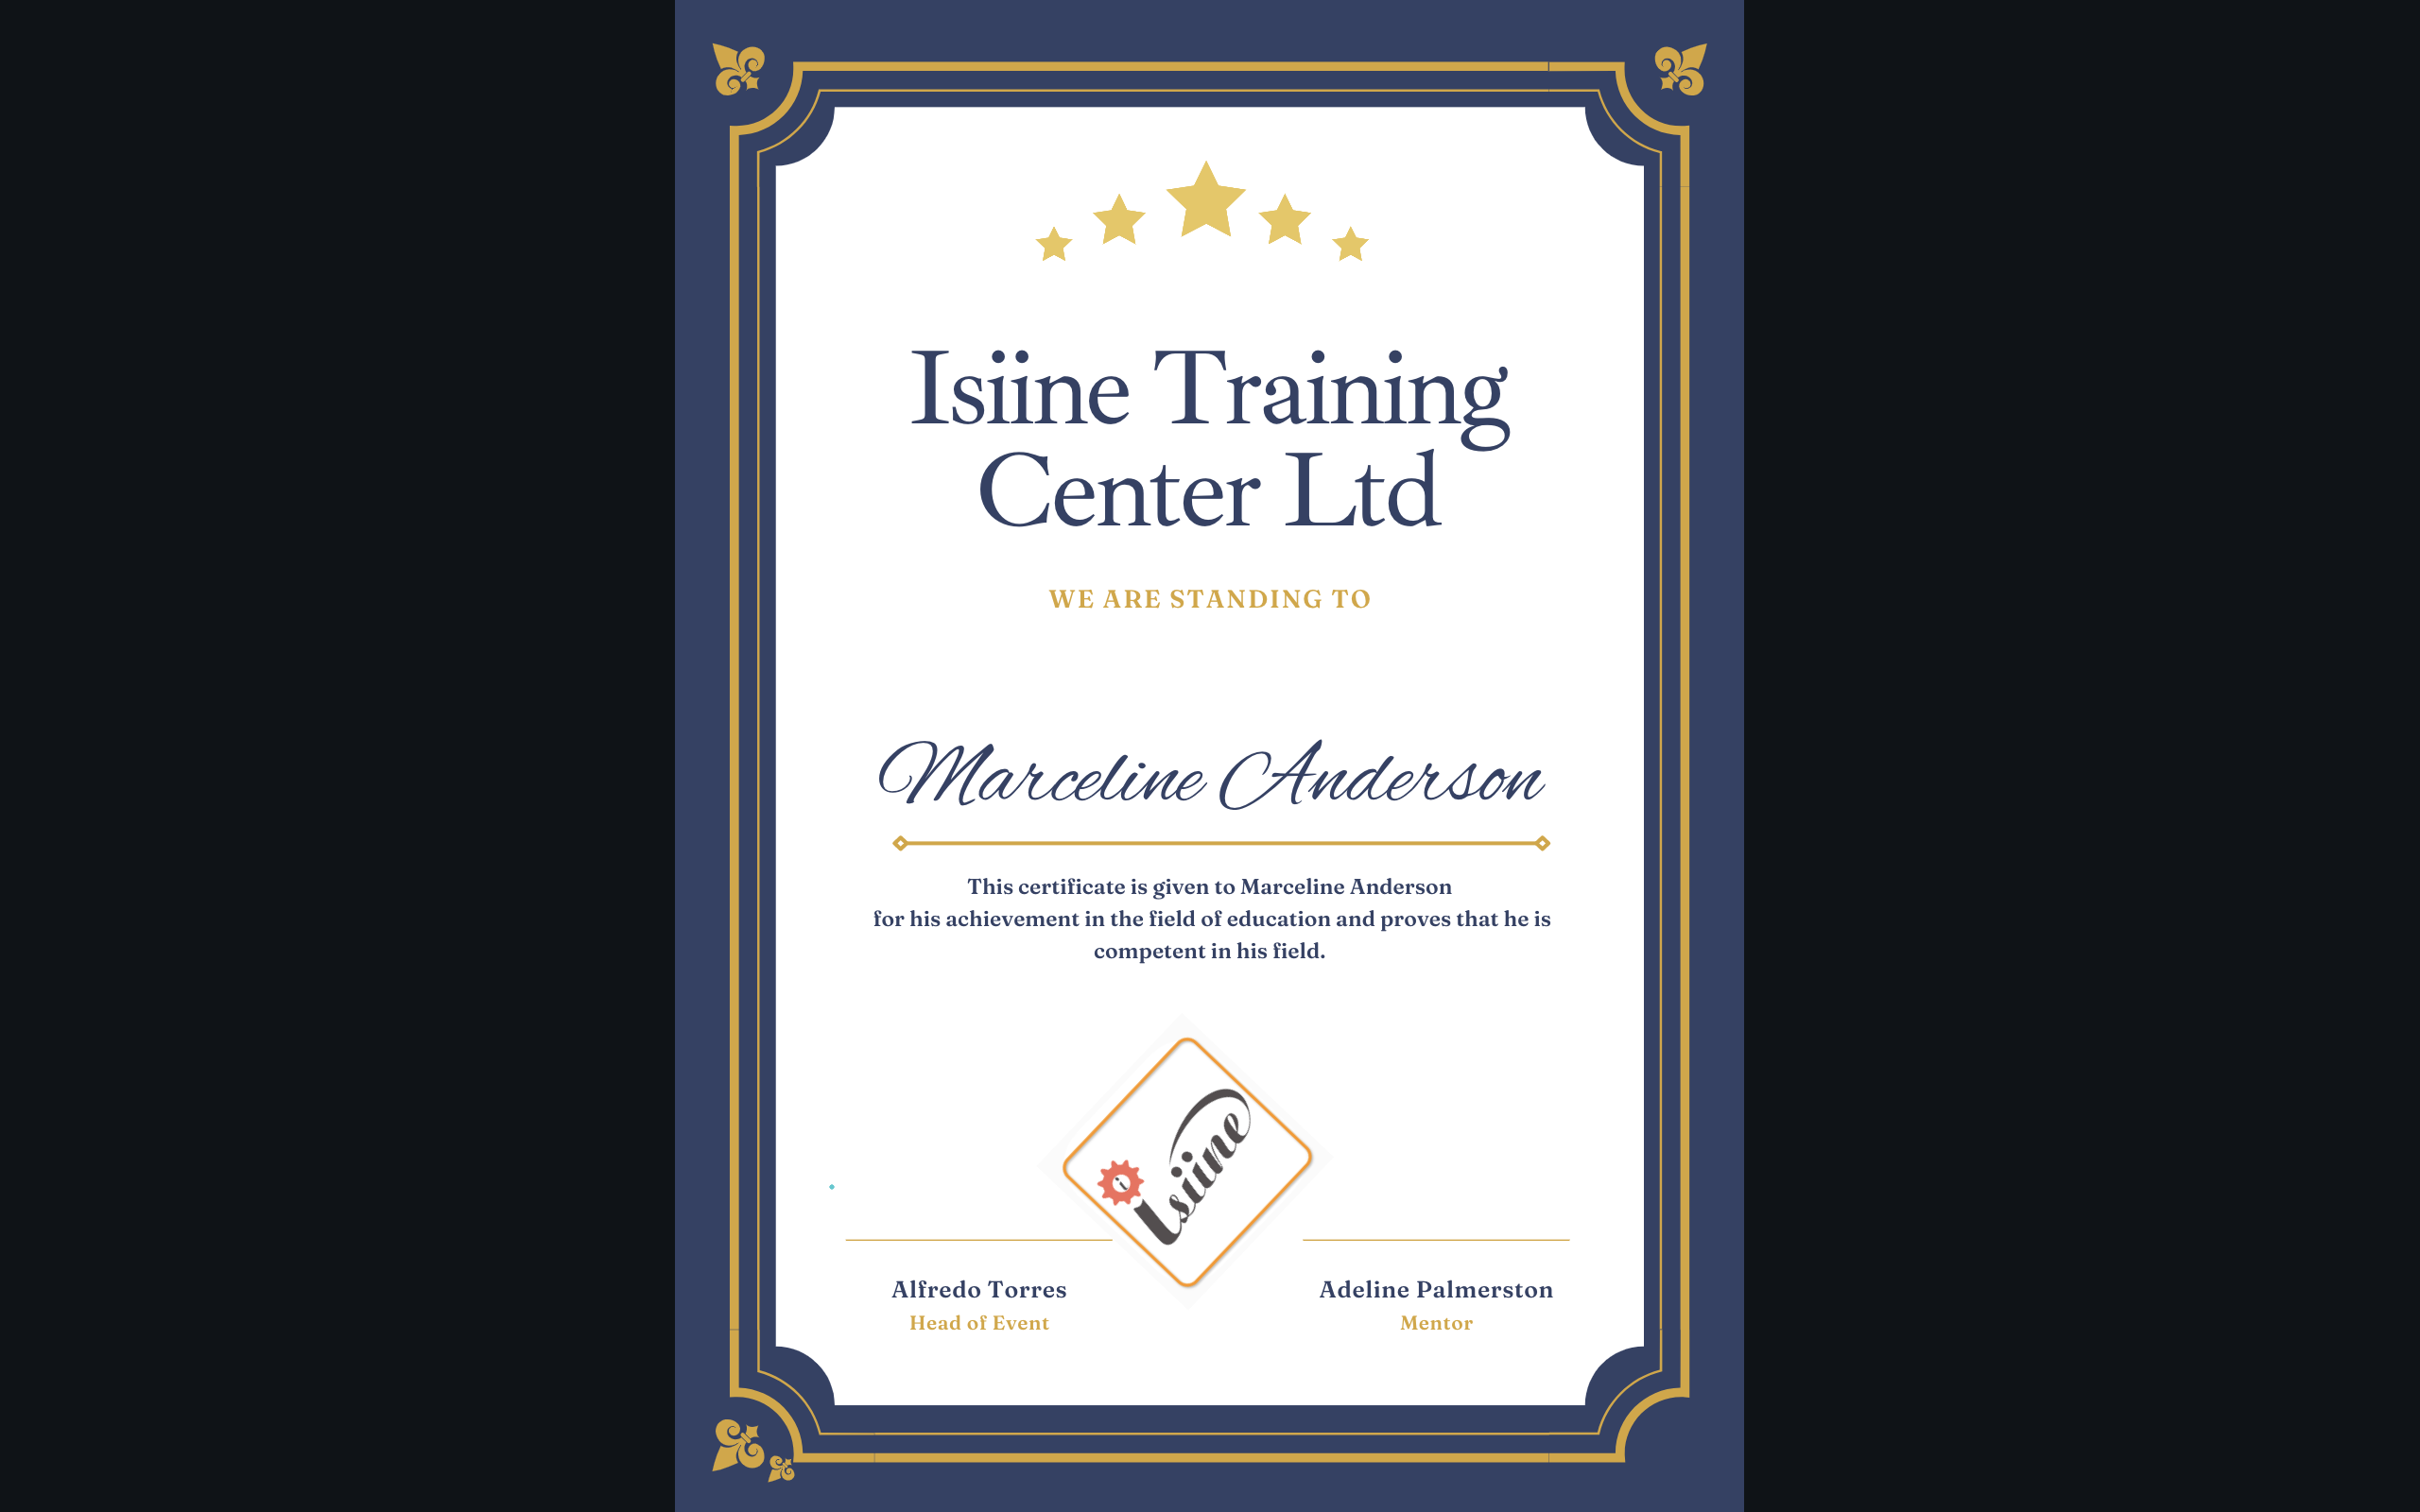 Isiine Training
Center Ltd
WE ARE STANDING TO
Marceline Anderson
This certificate is given to Marceline Anderson
for his achievement in the field of education and proves that he is
competent in his field.
i
Isiine
Alfredo Torres
Head of Event
Adeline Palmerston
Mentor